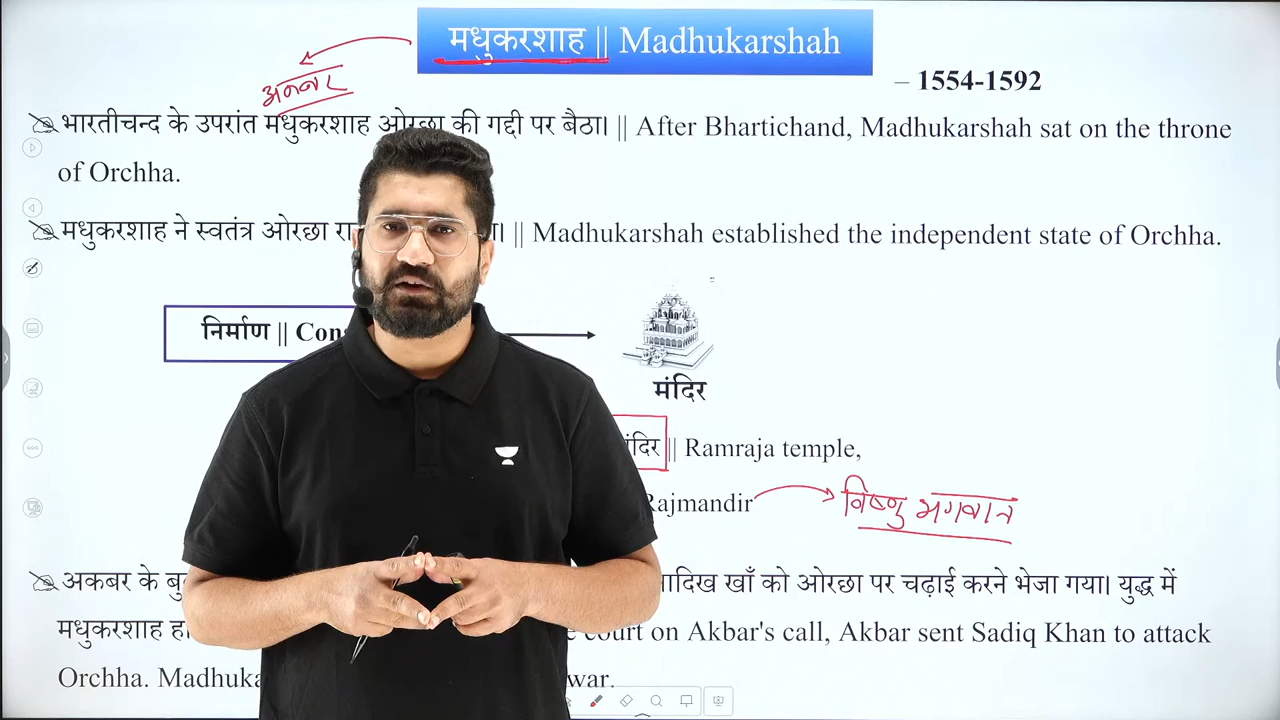 मधुकरशाह || Madhukarshah
– 1554-1592
भारतीचन्द के उपरांत मधुकरशाह ओरछा की गद्दी पर बैठा। || After Bhartichand, Madhukarshah sat on the throne
of Orchha.
मधुकरशाह ने स्वतंत्र ओरछा || Madhukarshah established the independent state of Orchha.
निर्माण ||
मंदिर
|| Ramraja temple,
Rajmandir
विष्णु भगवान
अकबर के खाँ को ओरछा पर चढ़ाई करने भेजा गया। युद्ध में
मधुकरशाह court on Akbar's call, Akbar sent Sadiq Khan to attack
Orchha. war.